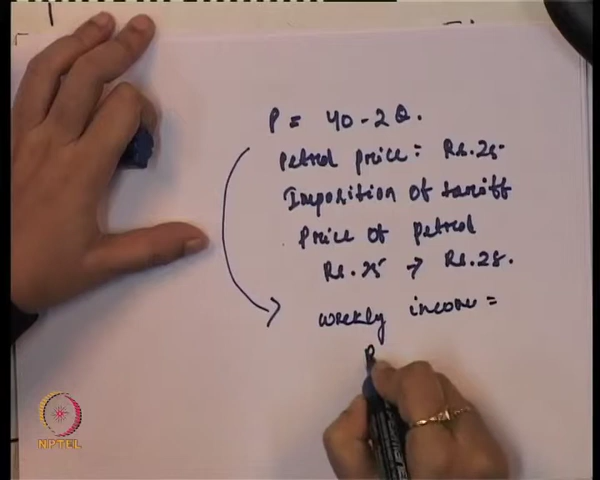 P = 40 - 2Q.
Petrol price = Rs. 25
Imposition of tariff
Price of petrol
Rs. 25 → Rs. 28.
weekly income =
R
NPTEL